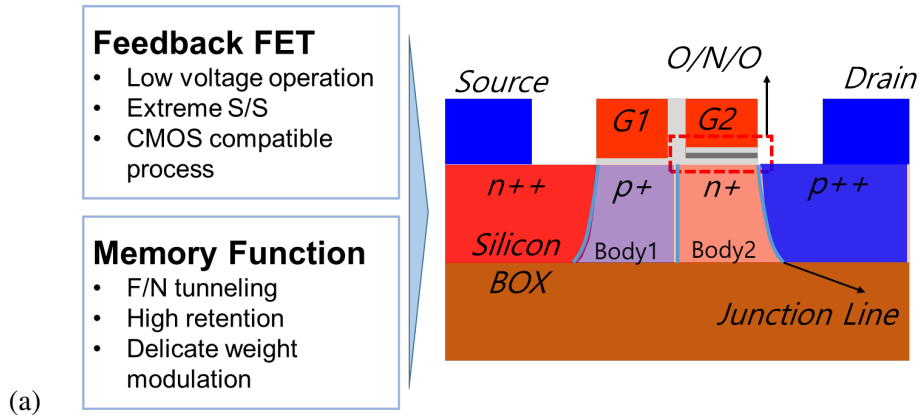 Feedback FET
• Low voltage operation
• Extreme S/S
• CMOS compatible
process
Memory Function
• F/N tunneling
• High retention
• Delicate weight
modulation
(a)
O/N/O
Source
Drain
G1
G2
n++
p+
n+
p++
Silicon
Body1
Body2
BOX
Junction Line